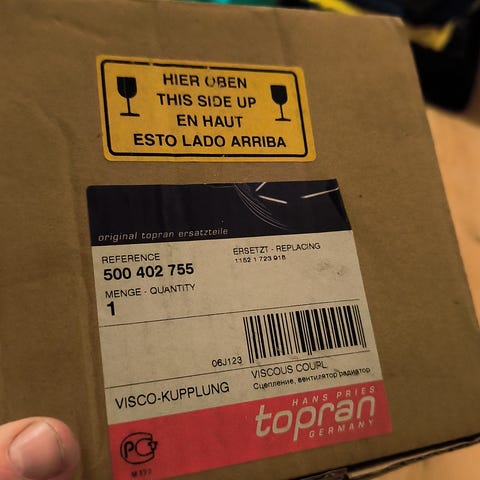 HIER OBEN
THIS SIDE UP
EN HAUT
ESTO LADO ARRIBA
original topran ersatzteile
REFERENCE
500 402 755
ERSETZT - REPLACING
1152 1 723 918
MENGE - QUANTITY
1
06J123
VISCO-KUPPLUNG
VISCOUS COUPL
Сцепление, вентилятор радиатор
HANS PRIES
topran
GERMANY